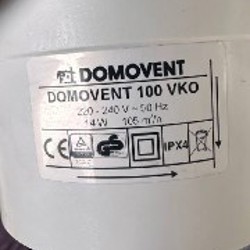 DOMOVENT
DOMOVENT 100 VKO
220 - 240 V ~ 50 Hz
14 W 105 m³/h
IPX4